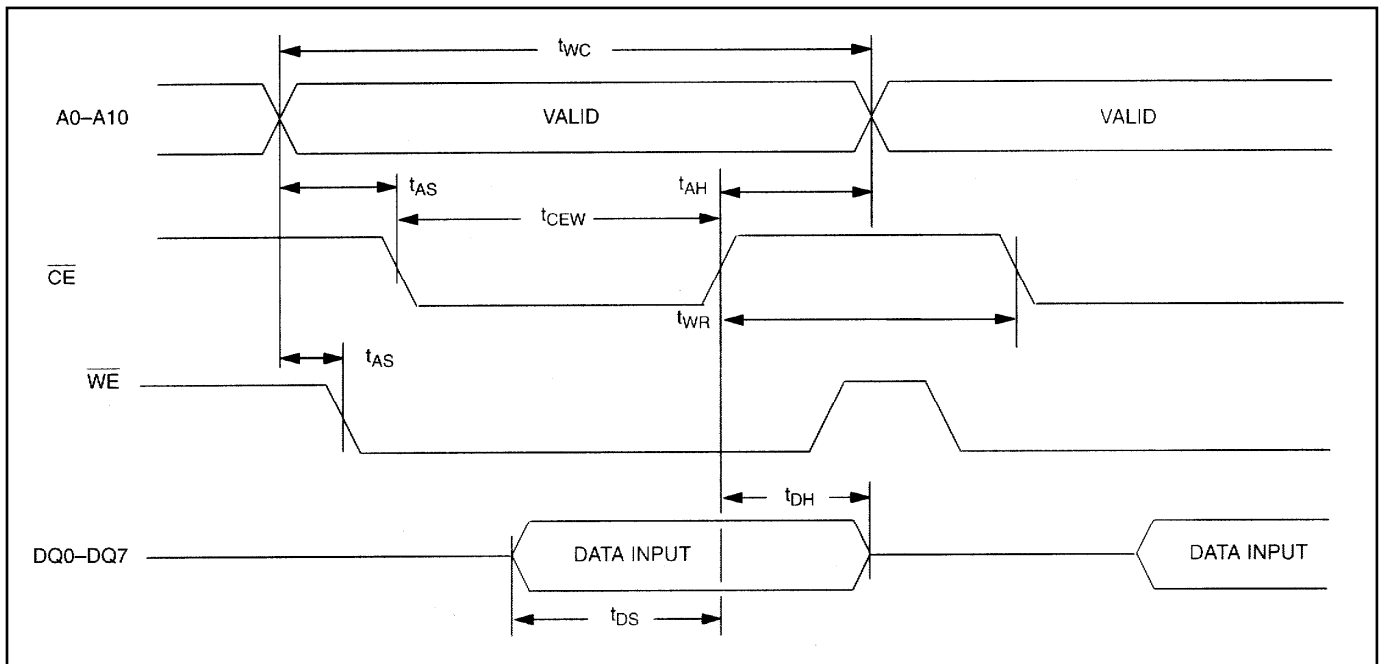 tWC
A0–A10 VALID VALID
tAS tAH
tCEW
CE
tWR
tAS
WE
tDH
DQ0–DQ7 DATA INPUT DATA INPUT
tDS